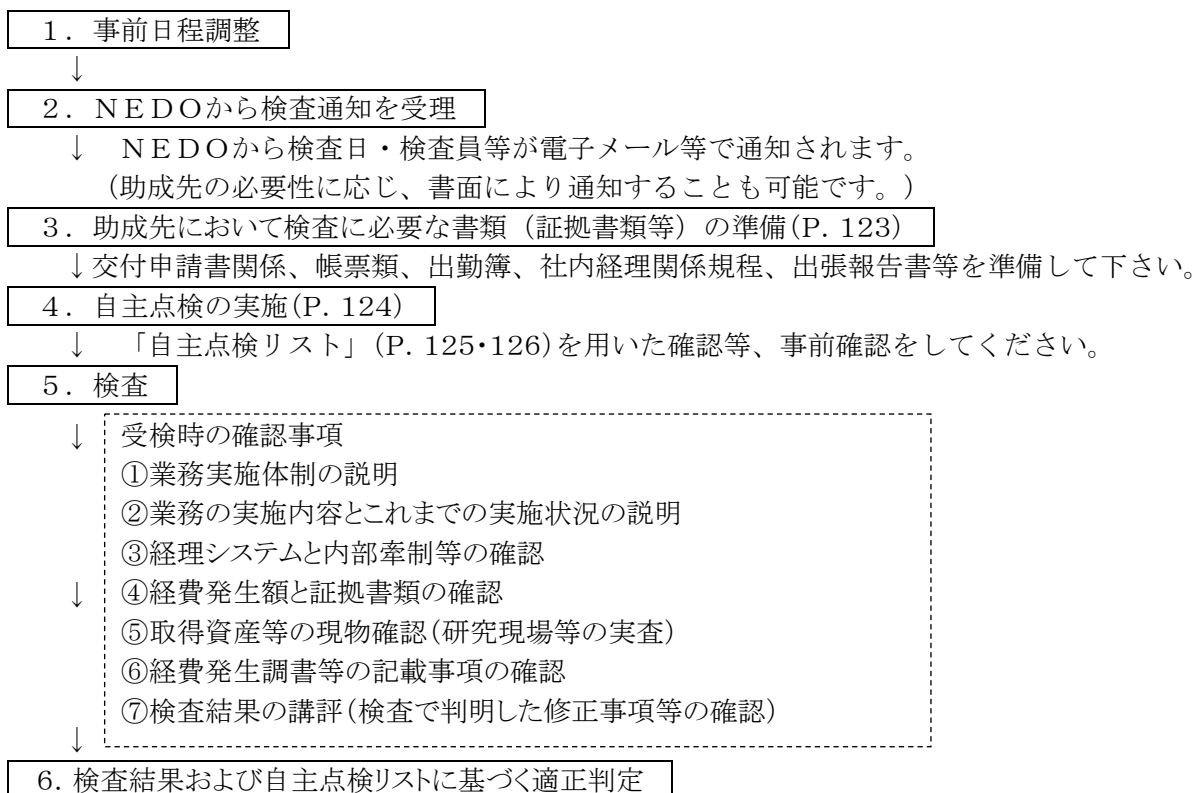 １．事前日程調整
↓
２．ＮＥＤＯから検査通知を受理
↓　ＮＥＤＯから検査日・検査員等が電子メール等で通知されます。
（助成先の必要性に応じ、書面により通知することも可能です。）
３．助成先において検査に必要な書類（証拠書類等）の準備(P. 123)
↓交付申請書関係、帳票類、出勤簿、社内経理関係規程、出張報告書等を準備して下さい。
４．自主点検の実施(P. 124)
↓　「自主点検リスト」(P. 125･126)を用いた確認等、事前確認をしてください。
５．検査
↓ 受検時の確認事項
①業務実施体制の説明
②業務の実施内容とこれまでの実施状況の説明
③経理システムと内部牽制等の確認
↓ ④経費発生額と証拠書類の確認
⑤取得資産等の現物確認（研究現場等の実査）
⑥経費発生調書等の記載事項の確認
⑦検査結果の講評（検査で判明した修正事項等の確認）
↓
６．検査結果および自主点検リストに基づく適正判定